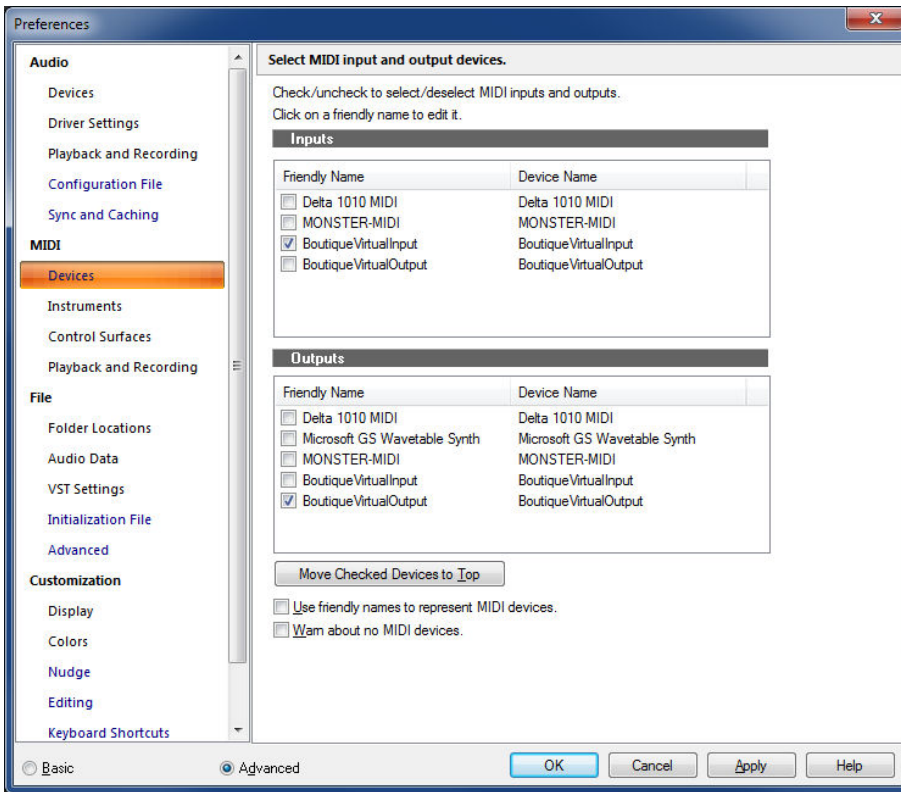 Preferences
Audio
Devices
Driver Settings
Playback and Recording
Configuration File
Sync and Caching
MIDI
Devices
Instruments
Control Surfaces
Playback and Recording
File
Folder Locations
Audio Data
VST Settings
Initialization File
Advanced
Customization
Display
Colors
Nudge
Editing
Keyboard Shortcuts
Select MIDI input and output devices.
Check/uncheck to select/deselect MIDI inputs and outputs.
Click on a friendly name to edit it.
Inputs
Friendly Name Device Name
Delta 1010 MIDI Delta 1010 MIDI
MONSTER-MIDI MONSTER-MIDI
BoutiqueVirtualInput BoutiqueVirtualInput
BoutiqueVirtualOutput BoutiqueVirtualOutput
Outputs
Friendly Name Device Name
Delta 1010 MIDI Delta 1010 MIDI
Microsoft GS Wavetable Synth Microsoft GS Wavetable Synth
MONSTER-MIDI MONSTER-MIDI
BoutiqueVirtualInput BoutiqueVirtualInput
BoutiqueVirtualOutput BoutiqueVirtualOutput
Move Checked Devices to Top
Use friendly names to represent MIDI devices.
Warn about no MIDI devices.
Basic Advanced OK Cancel Apply Help